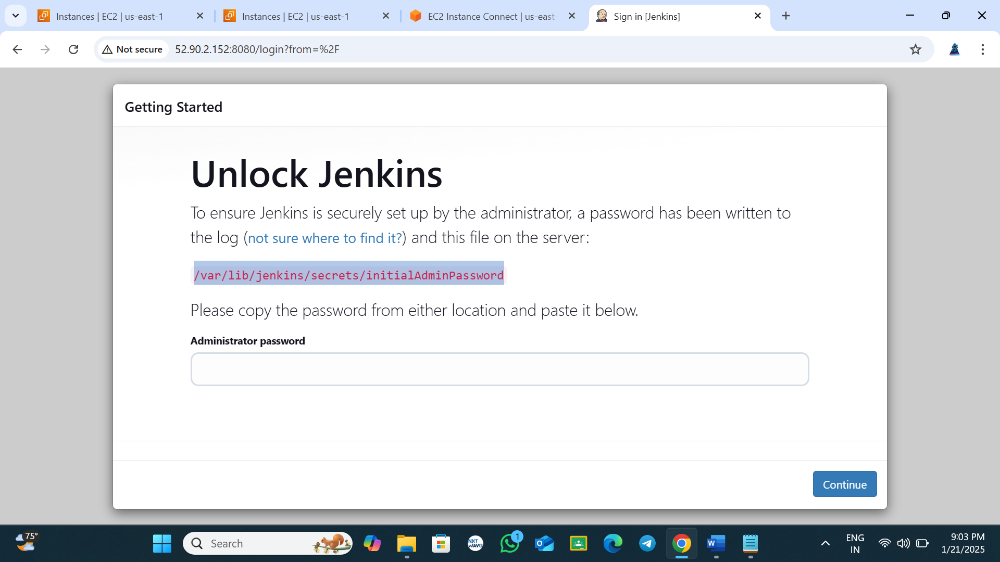 Instances | EC2 | us-east-1
Instances | EC2 | us-east-1
EC2 Instance Connect | us-east-
Sign in [Jenkins]
Not secure
52.90.2.152:8080/login?from=%2F
Getting Started
Unlock Jenkins
To ensure Jenkins is securely set up by the administrator, a password has been written to
the log (not sure where to find it?) and this file on the server:
/var/lib/jenkins/secrets/initialAdminPassword
Please copy the password from either location and paste it below.
Administrator password
Continue
75°
Search
NXT
WAVE
1
ENG
IN
9:03 PM
1/21/2025